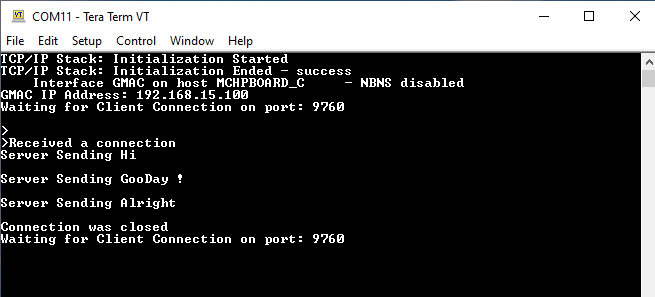 COM11 - Tera Term VT
File Edit Setup Control Window Help
TCP/IP Stack: Initialization Started
TCP/IP Stack: Initialization Ended - success
    Interface GMAC on host MCHPBOARD_C     - NBNS disabled
GMAC IP Address: 192.168.15.100
Waiting for Client Connection on port: 9760
>
>Received a connection
Server Sending Hi
Server Sending GooDay !
Server Sending Alright
Connection was closed
Waiting for Client Connection on port: 9760